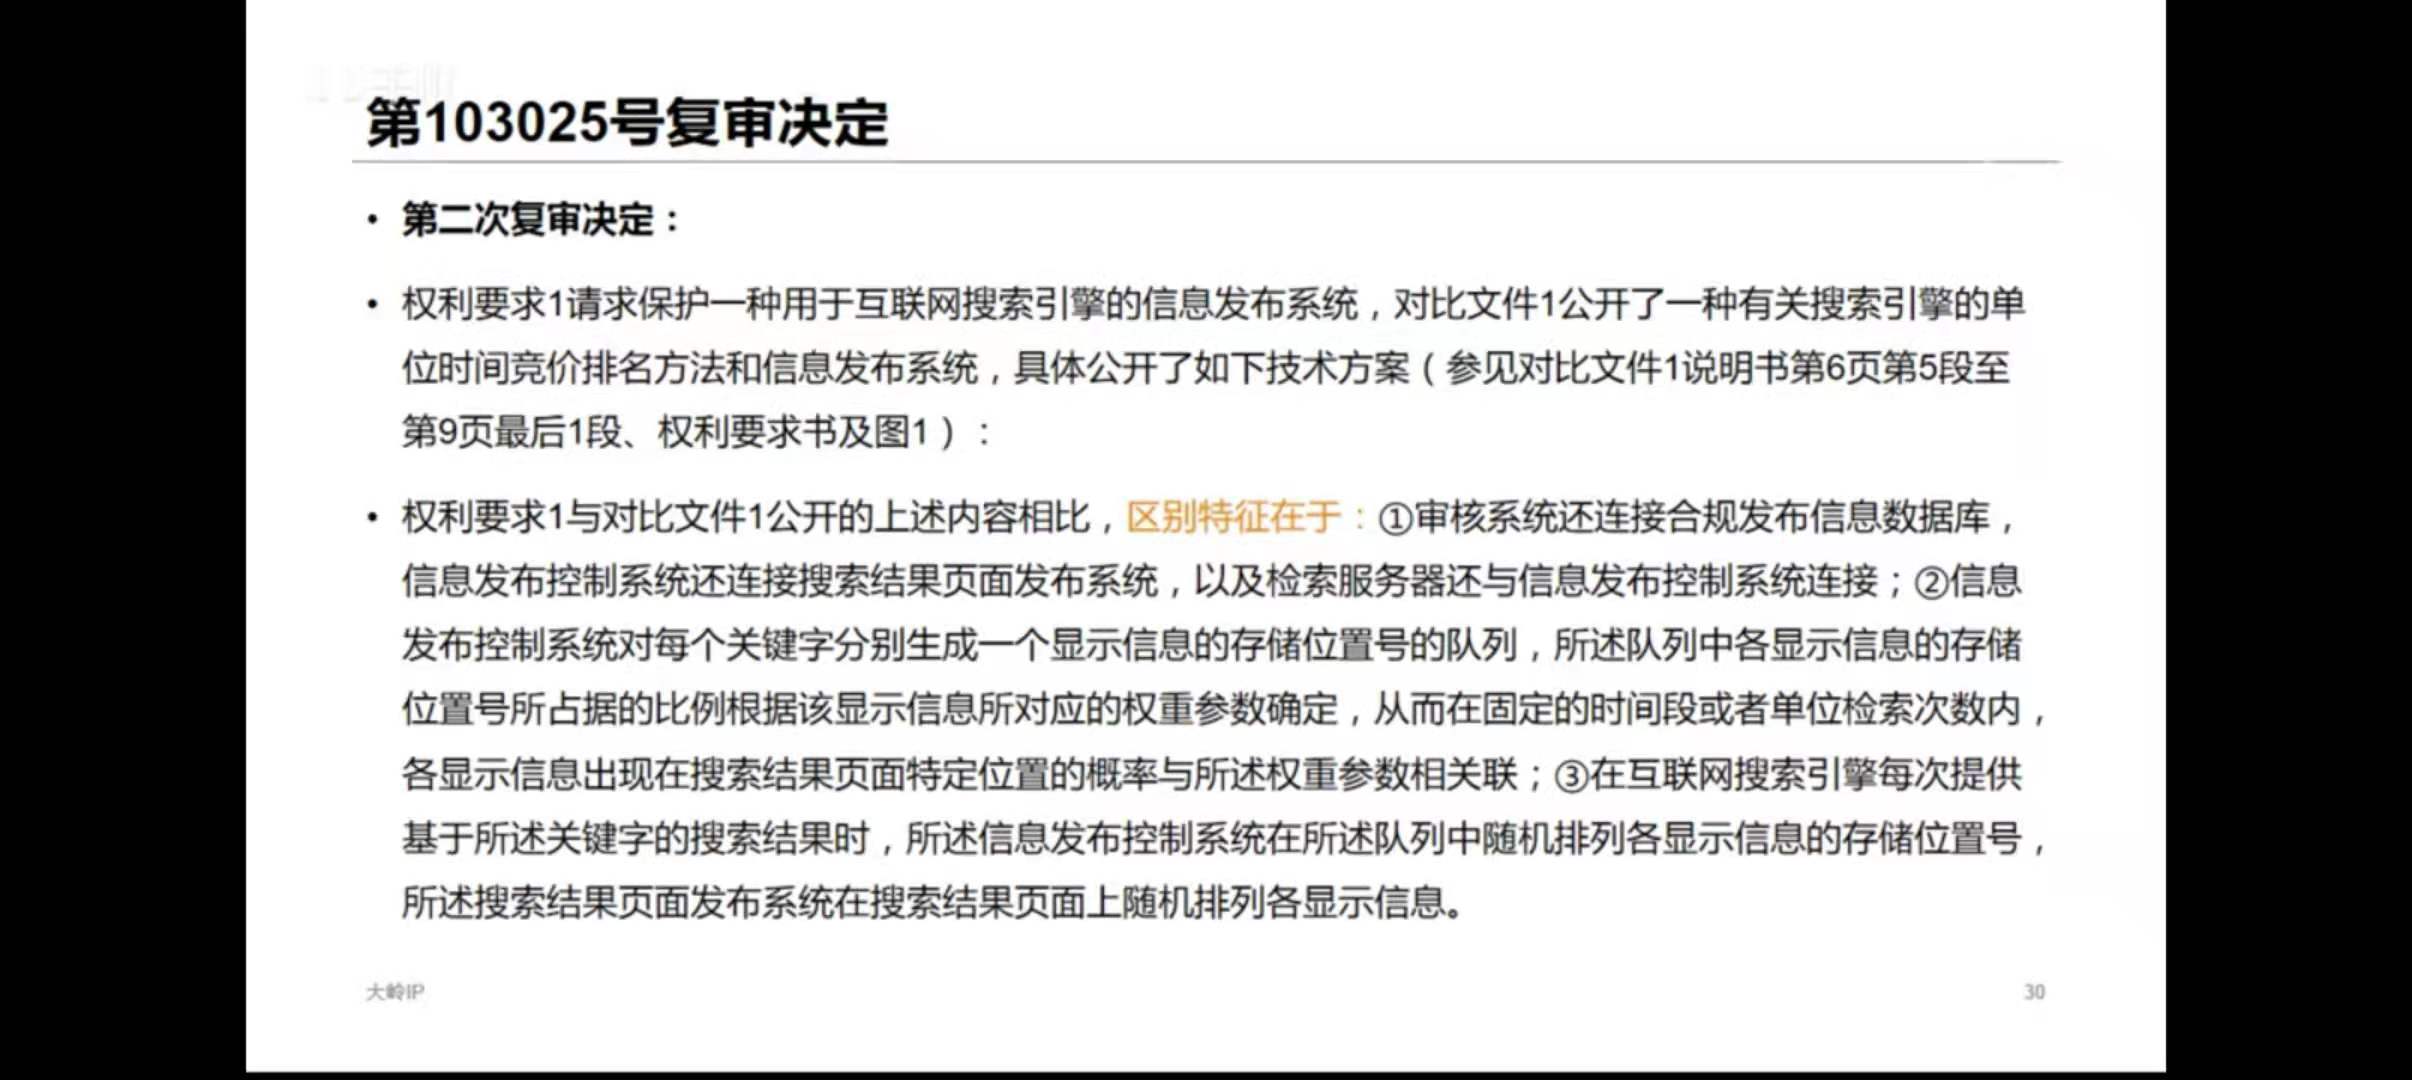 第103025号复审决定
• 第二次复审决定：
• 权利要求1请求保护一种用于互联网搜索引擎的信息发布系统，对比文件1公开了一种有关搜索引擎的单
位时间竞价排名方法和信息发布系统，具体公开了如下技术方案（参见对比文件1说明书第6页第5段至
第9页最后1段、权利要求书及图1）：
• 权利要求1与对比文件1公开的上述内容相比，区别特征在于：①审核系统还连接合规发布信息数据库，
信息发布控制系统还连接搜索结果页面发布系统，以及检索服务器还与信息发布控制系统连接；②信息
发布控制系统对每个关键字分别生成一个显示信息的存储位置号的队列，所述队列中各显示信息的存储
位置号所占据的比例根据该显示信息所对应的权重参数确定，从而在固定的时间段或者单位检索次数内，
各显示信息出现在搜索结果页面特定位置的概率与所述权重参数相关联；③在互联网搜索引擎每次提供
基于所述关键字的搜索结果时，所述信息发布控制系统在所述队列中随机排列各显示信息的存储位置号，
所述搜索结果页面发布系统在搜索结果页面上随机排列各显示信息。
大岭IP
30